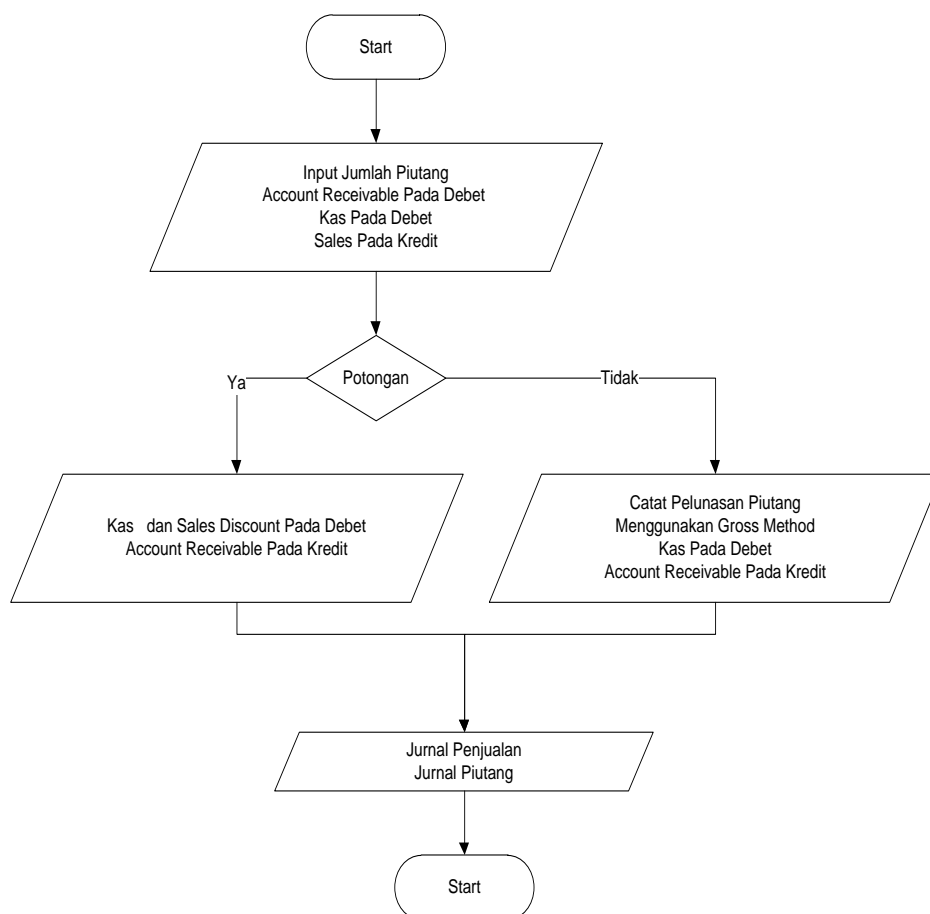 Start
Input Jumlah Piutang
Account Receivable Pada Debet
Kas Pada Debet
Sales Pada Kredit
Potongan
Ya
Tidak
Kas dan Sales Discount Pada Debet
Account Receivable Pada Kredit
Catat Pelunasan Piutang
Menggunakan Gross Method
Kas Pada Debet
Account Receivable Pada Kredit
Jurnal Penjualan
Jurnal Piutang
Start